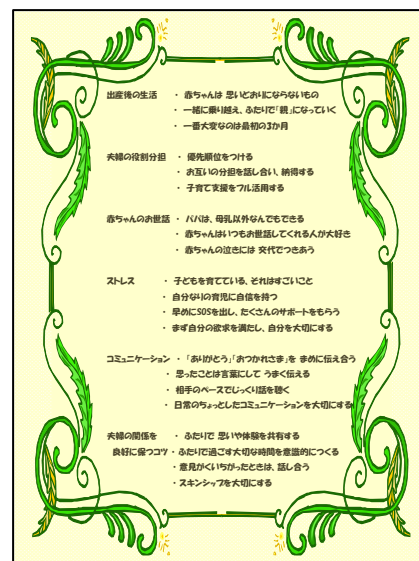 出産後の生活 ・ 赤ちゃんは 思いどおりにならないもの
・ 一緒に乗り越え、ふたりで「親」になっていく
・ 一番大変なのは最初の3か月
夫婦の役割分担 ・ 優先順位をつける
・ お互いの分担を話し合い、納得する
・ 子育て支援をフル活用する
赤ちゃんのお世話 ・ パパは、母乳以外なんでもできる
・ 赤ちゃんはいつもお世話してくれる人が大好き
・ 赤ちゃんの泣きには 交代でつきあう
ストレス ・ 子どもを育てている、それはすごいこと
・ 自分なりの育児に自信を持つ
・ 早めにSOSを出し、たくさんのサポートをもらう
・ まず自分の欲求を満たし、自分を大切にする
コミュニケーション ・ 「ありがとう」「おつかれさま」を まめに伝え合う
・ 思ったことは言葉にして うまく伝える
・ 相手のペースでじっくり話を聴く
・ 日常のちょっとしたコミュニケーションを大切にする
夫婦の関係を ・ ふたりで 思いや体験を共有する
良好に保つコツ ・ ふたりで過ごす大切な時間を意識的につくる
・ 意見がくいちがったときは、話し合う
・ スキンシップを大切にする